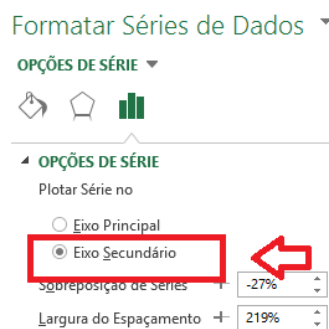 Formatar Séries de Dados
OPÇÕES DE SÉRIE
OPÇÕES DE SÉRIE
Plotar Série no
Eixo Principal
Eixo Secundário
Sobreposição de Séries -27%
Largura do Espaçamento 219%